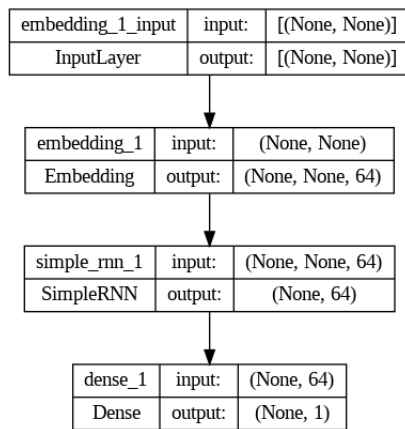 embedding_1_input input: [(None, None)]
InputLayer output: [(None, None)]
embedding_1 input: (None, None)
Embedding output: (None, None, 64)
simple_rnn_1 input: (None, None, 64)
SimpleRNN output: (None, 64)
dense_1 input: (None, 64)
Dense output: (None, 1)